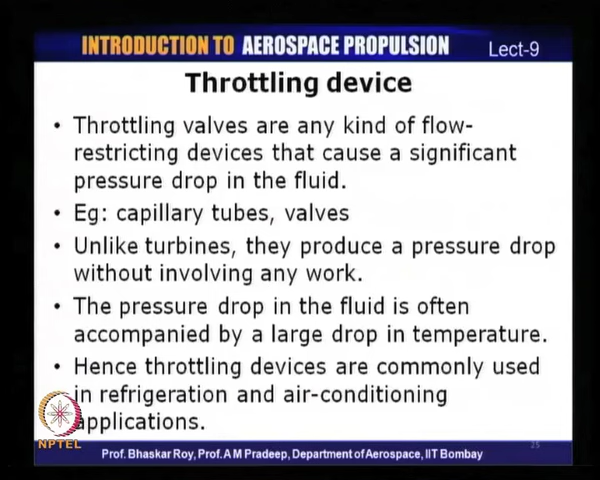 INTRODUCTION TO AEROSPACE PROPULSION Lect-9
Throttling device
• Throttling valves are any kind of flow-
restricting devices that cause a significant
pressure drop in the fluid.
• Eg: capillary tubes, valves
• Unlike turbines, they produce a pressure drop
without involving any work.
• The pressure drop in the fluid is often
accompanied by a large drop in temperature.
• Hence throttling devices are commonly used
in refrigeration and air-conditioning
applications.
NPTEL
25
Prof. Bhaskar Roy, Prof. A M Pradeep, Department of Aerospace, IIT Bombay